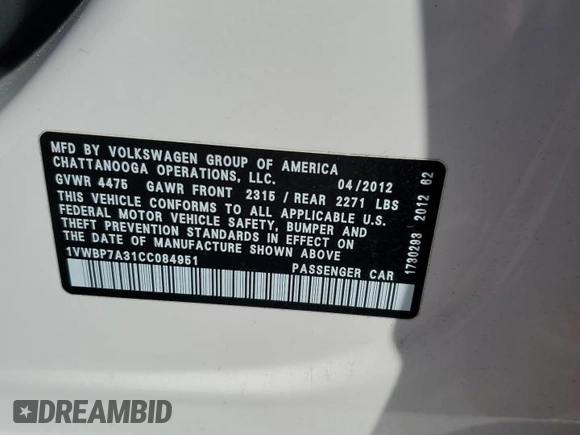 MFD BY VOLKSWAGEN GROUP OF AMERICA
CHATTANOOGA OPERATIONS, LLC. 04/2012
GVWR 4475 GAWR FRONT 2315 / REAR 2271 LBS
THIS VEHICLE CONFORMS TO ALL APPLICABLE U.S.
FEDERAL MOTOR VEHICLE SAFETY, BUMPER AND
THEFT PREVENTION STANDARDS IN EFFECT ON
THE DATE OF MANUFACTURE SHOWN ABOVE
1VWBP7A31CC084951 PASSENGER CAR
1730293 2012 62
DREAMBID